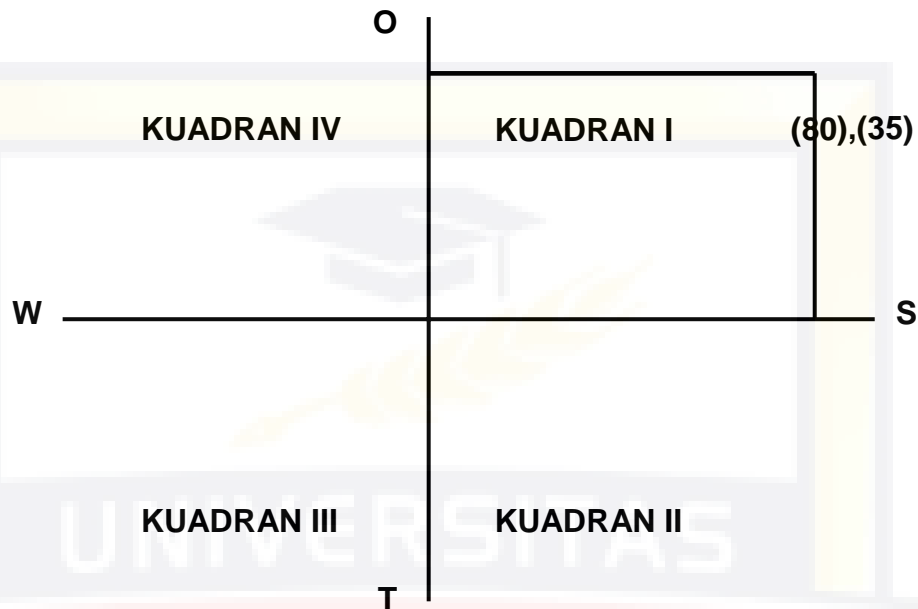 O
KUADRAN IV KUADRAN I (80),(35)
W S
KUADRAN III KUADRAN II
T
UNIVERSITAS